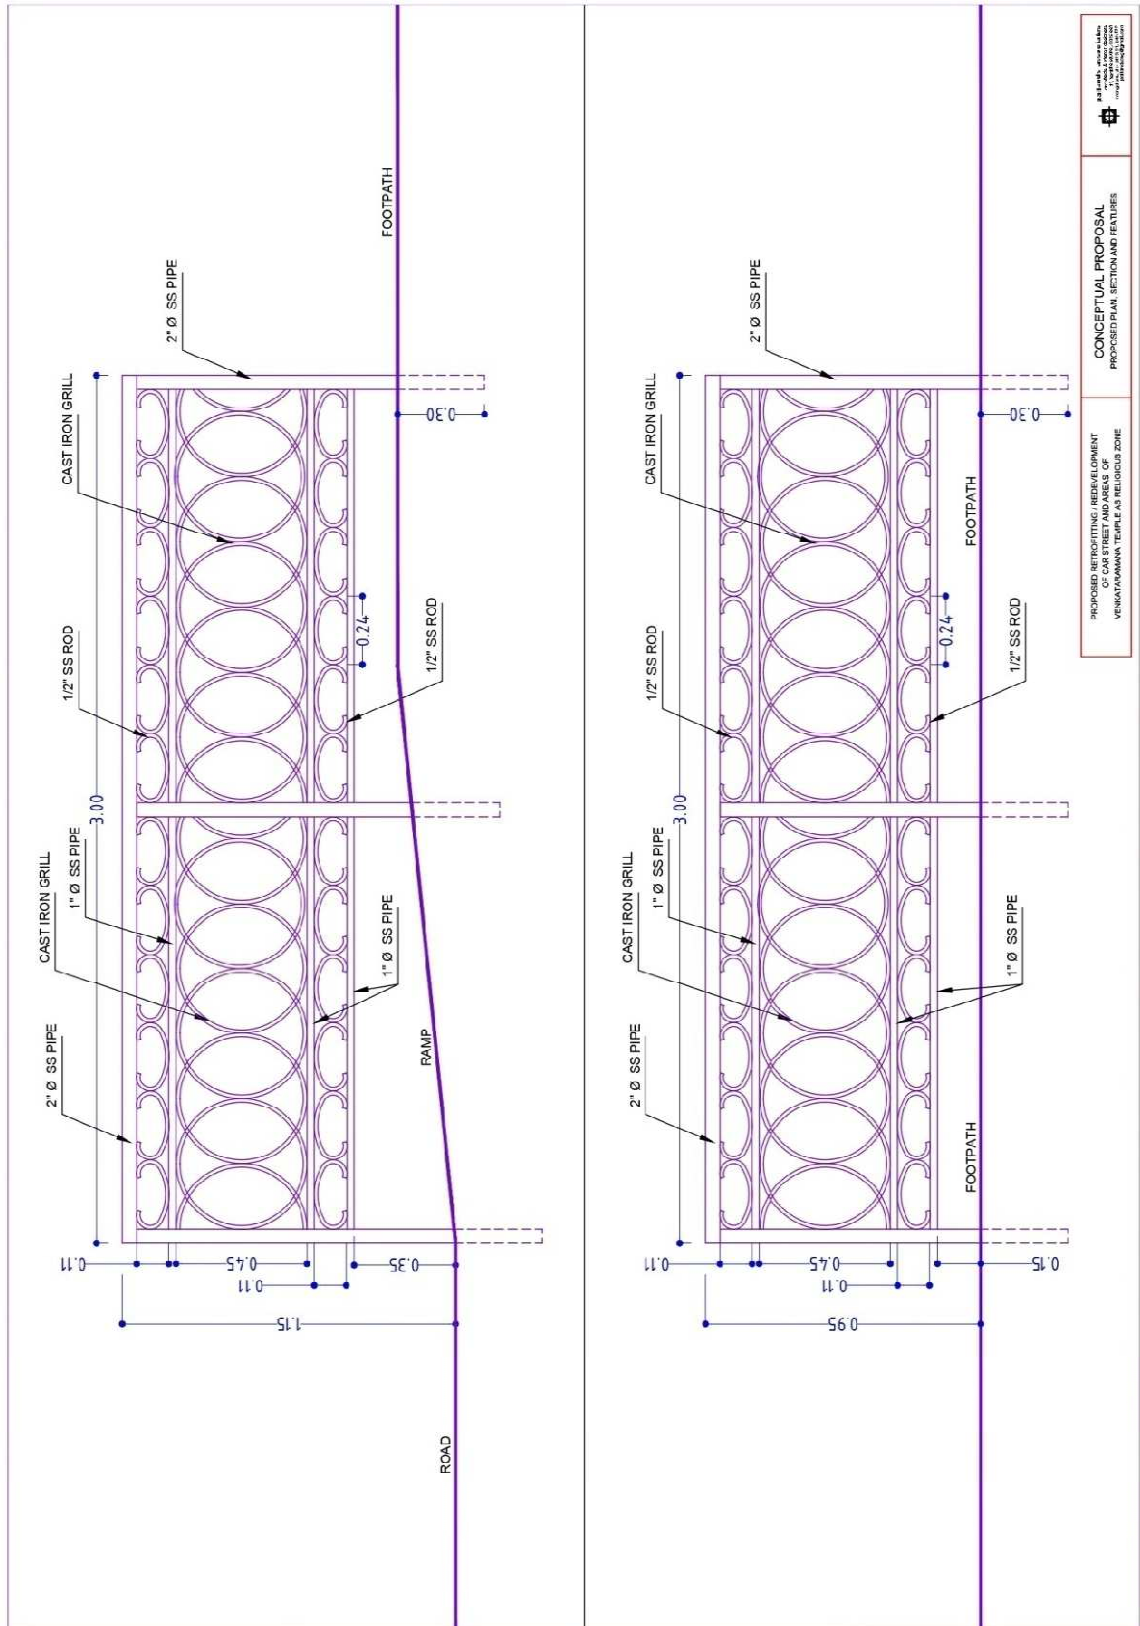 FOOTPATH
2" Ø SS PIPE
CAST IRON GRILL
1/2" SS ROD
3.00
1" Ø SS PIPE
CAST IRON GRILL
2" Ø SS PIPE
0.30
0.24
1/2" SS ROD
1" Ø SS PIPE
RAMP
0.11
0.45
0.11
0.35
1.15
ROAD
2" Ø SS PIPE
CAST IRON GRILL
1/2" SS ROD
3.00
1" Ø SS PIPE
CAST IRON GRILL
2" Ø SS PIPE
0.30
FOOTPATH
0.24
1/2" SS ROD
1" Ø SS PIPE
FOOTPATH
0.11
0.45
0.11
0.15
0.95
PROPOSED RETROFITTING / REDEVELOPMENT
OF CAR STREET AND AREAS OF
VENKATARAMANA TEMPLE AS RELIGIOUS ZONE
CONCEPTUAL PROPOSAL
PROPOSED PLAN, SECTION AND FEATURES